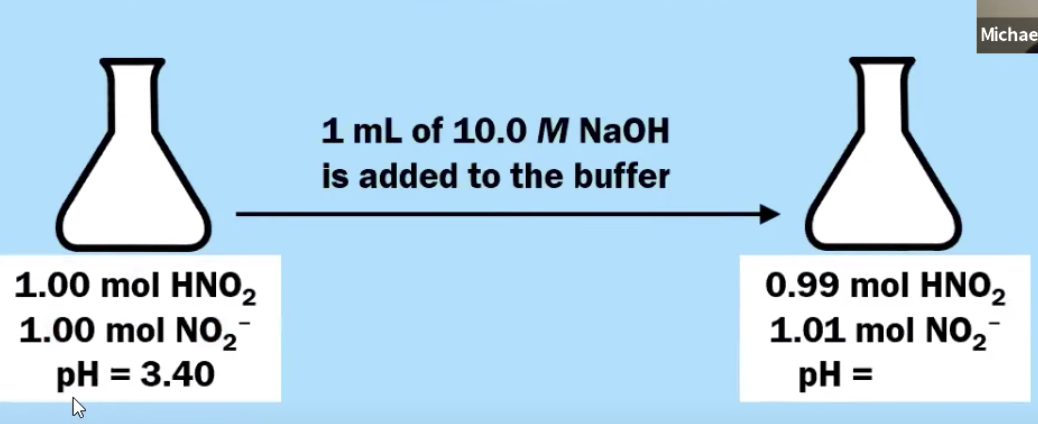 Michae
1 mL of 10.0 M NaOH
is added to the buffer
1.00 mol HNO₂
1.00 mol NO₂⁻
pH = 3.40
0.99 mol HNO₂
1.01 mol NO₂⁻
pH =